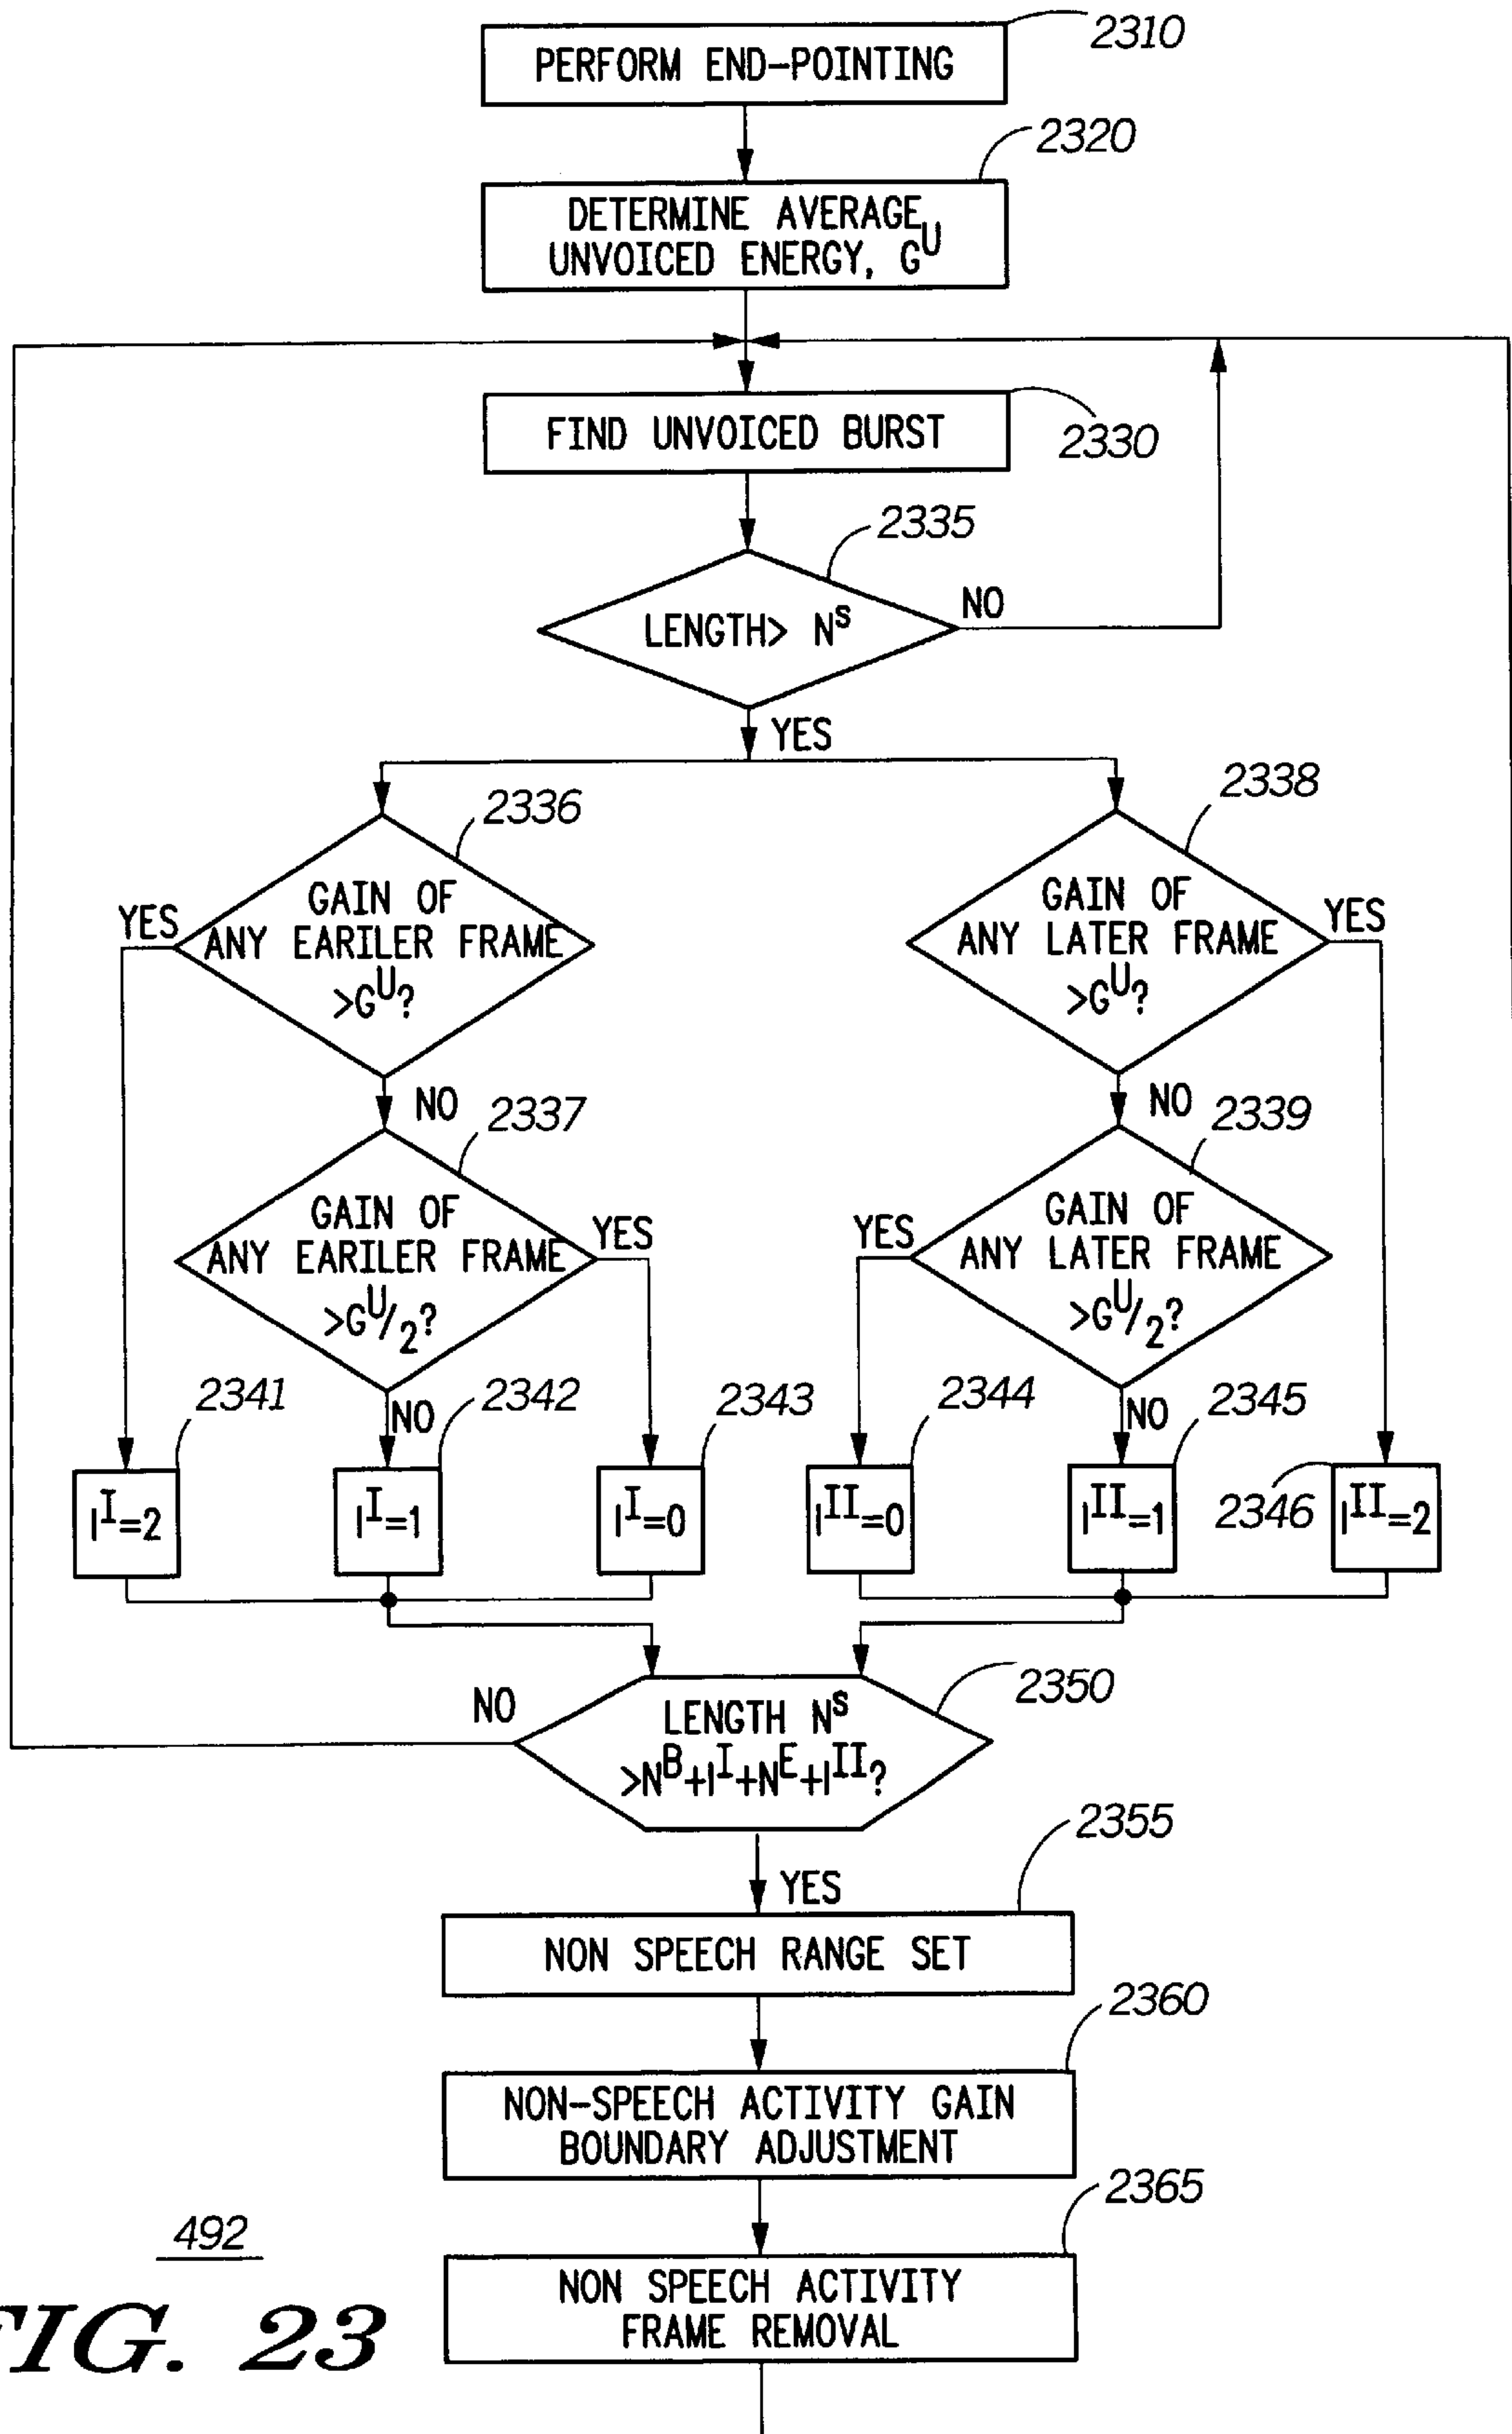 2310
PERFORM END-POINTING
2320
DETERMINE AVERAGE
UNVOICED ENERGY, G^U
FIND UNVOICED BURST
2330
2335
LENGTH> N^S
NO
YES
2336
GAIN OF
ANY EARILER FRAME
>G^U?
YES
NO
2338
GAIN OF
ANY LATER FRAME
>G^U?
YES
NO
2337
GAIN OF
ANY EARILER FRAME
>G^U/2?
YES
NO
2339
GAIN OF
ANY LATER FRAME
>G^U/2?
YES
NO
2341
I^I=2
2342
I^I=1
2343
I^I=0
2344
I^II=0
2345
I^II=1
2346
I^II=2
2350
LENGTH N^S
>N^B+I^I+N^E+I^II?
NO
YES
2355
NON SPEECH RANGE SET
2360
NON-SPEECH ACTIVITY GAIN
BOUNDARY ADJUSTMENT
2365
NON SPEECH ACTIVITY
FRAME REMOVAL
492
FIG. 23